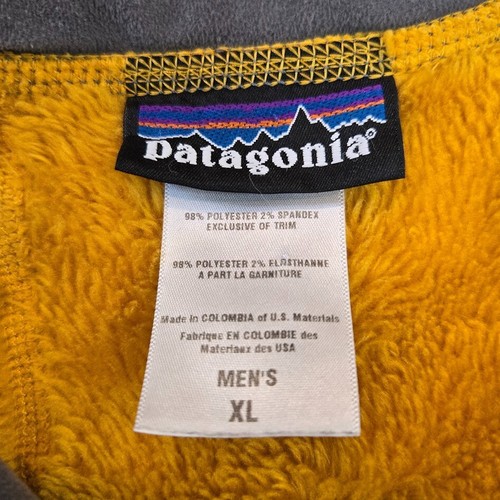 patagonia®
98% POLYESTER 2% SPANDEX
EXCLUSIVE OF TRIM
98% POLYESTER 2% ELASTHANNE
A PART LA GARNITURE
Made in COLOMBIA of U.S. Materials
Fabrique EN COLOMBIE des
Materiaux des USA
MEN'S
XL